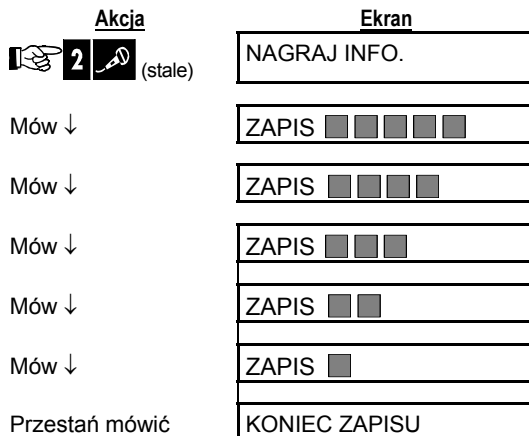 Akcja Ekran
2 (stale) NAGRAJ INFO.
Mów ↓ ZAPIS
Mów ↓ ZAPIS
Mów ↓ ZAPIS
Mów ↓ ZAPIS
Mów ↓ ZAPIS
Przestań mówić KONIEC ZAPISU